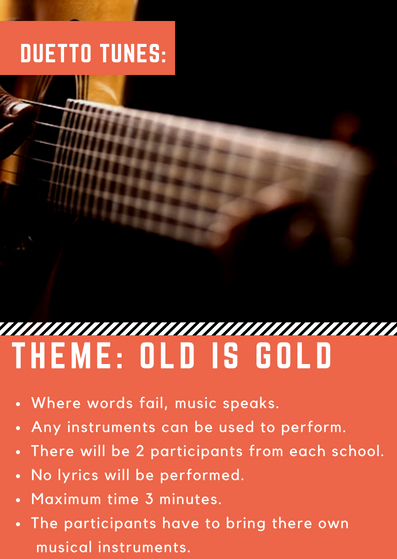 DUETTO TUNES:
THEME: OLD IS GOLD
• Where words fail, music speaks.
• Any instruments can be used to perform.
• There will be 2 participants from each school.
• No lyrics will be performed.
• Maximum time 3 minutes.
• The participants have to bring there own
musical instruments.